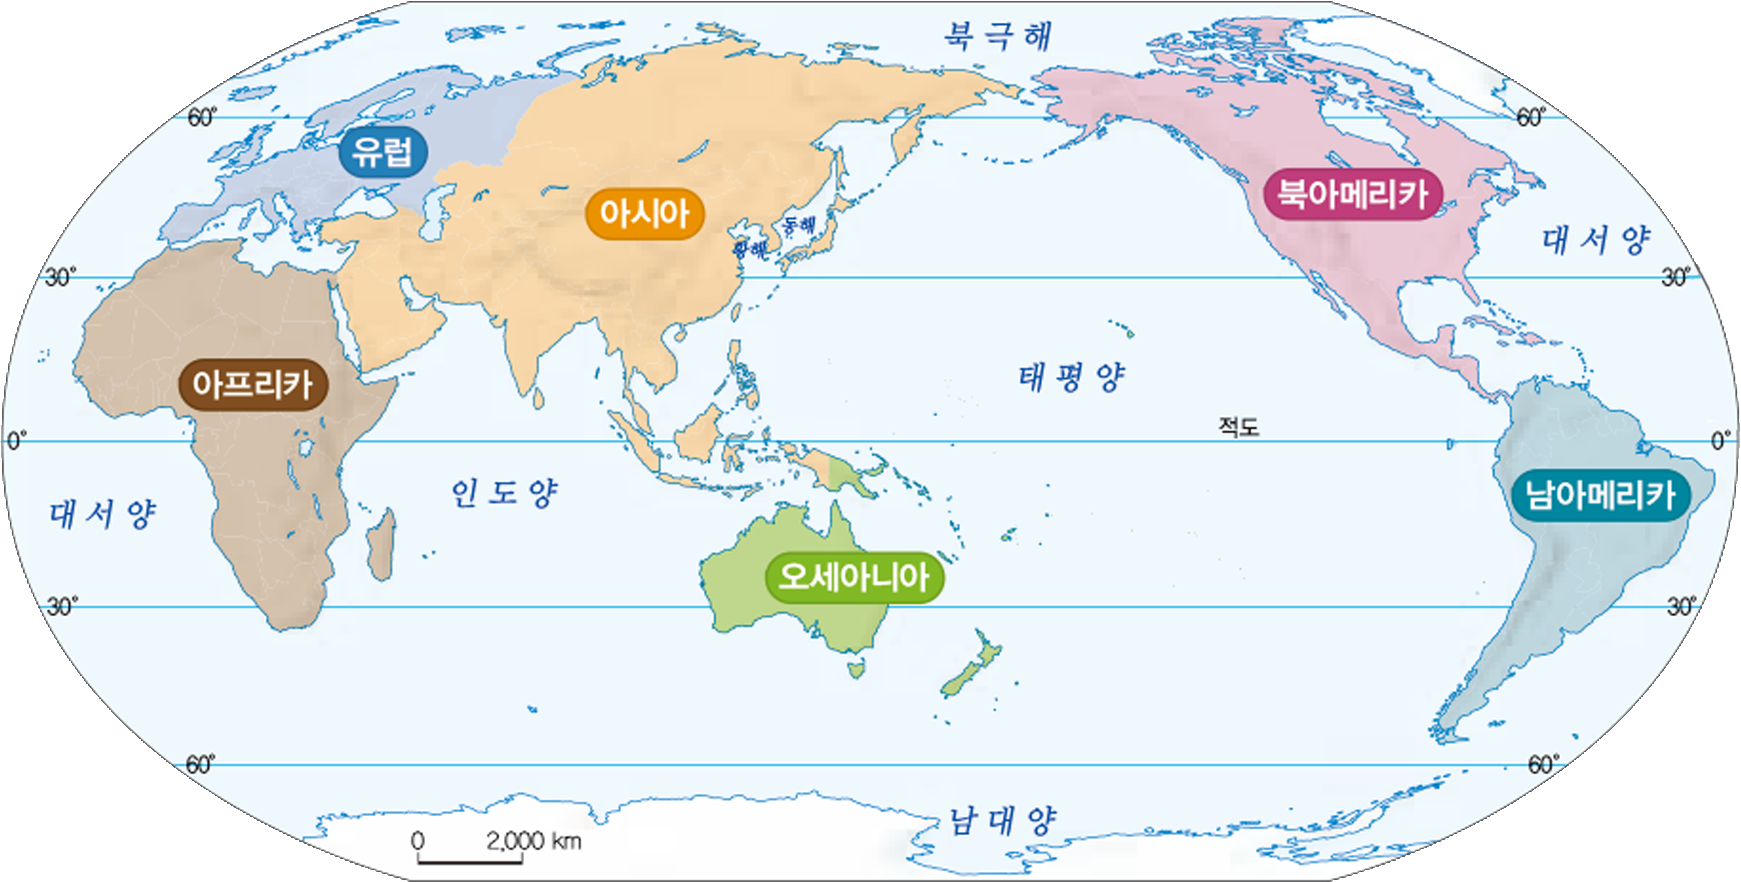 북극해
60°
60°
유럽
아시아
북아메리카
동해
황해
대서양
30°
30°
아프리카
태평양
적도
0°
0°
인도양
대서양
남아메리카
오세아니아
30°
30°
60°
60°
남대양
0 2,000 km